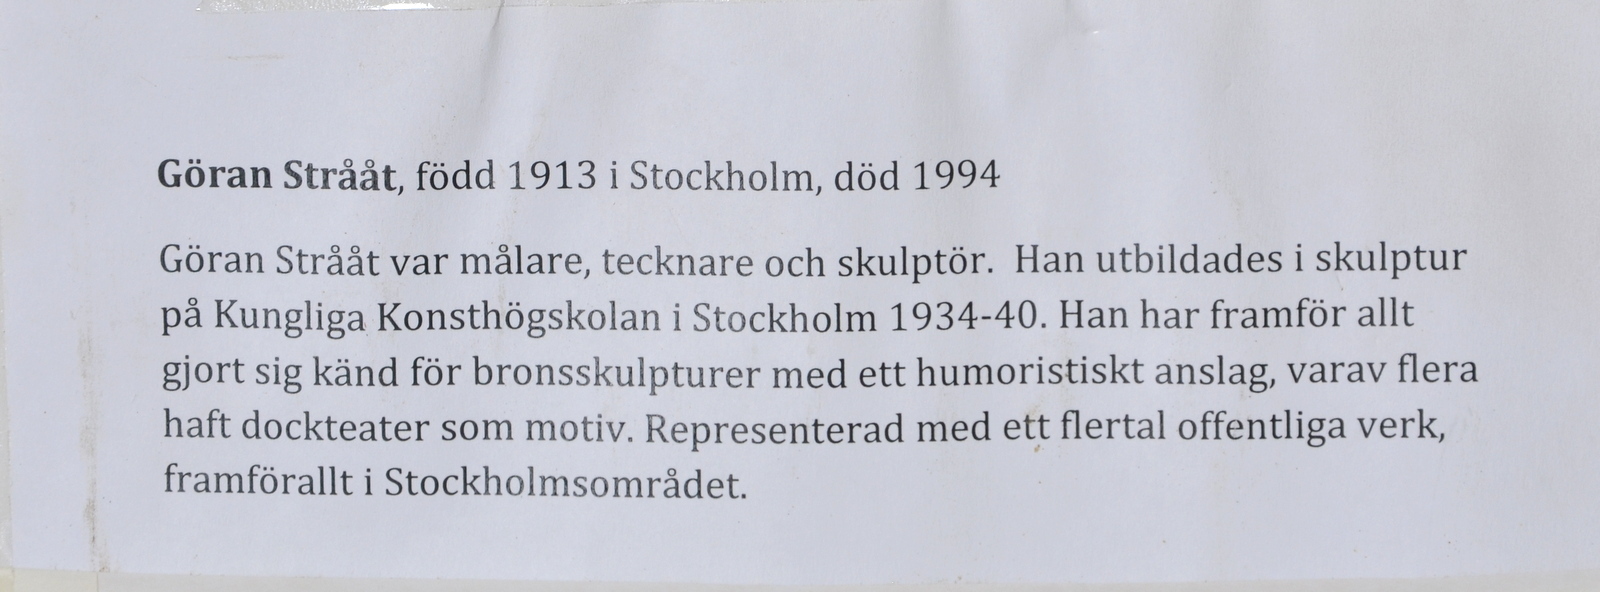 Göran Strååt, född 1913 i Stockholm, död 1994
Göran Strååt var målare, tecknare och skulptör.  Han utbildades i skulptur
på Kungliga Konsthögskolan i Stockholm 1934-40. Han har framför allt
gjort sig känd för bronsskulpturer med ett humoristiskt anslag, varav flera
haft dockteater som motiv. Representerad med ett flertal offentliga verk,
framförallt i Stockholmsområdet.